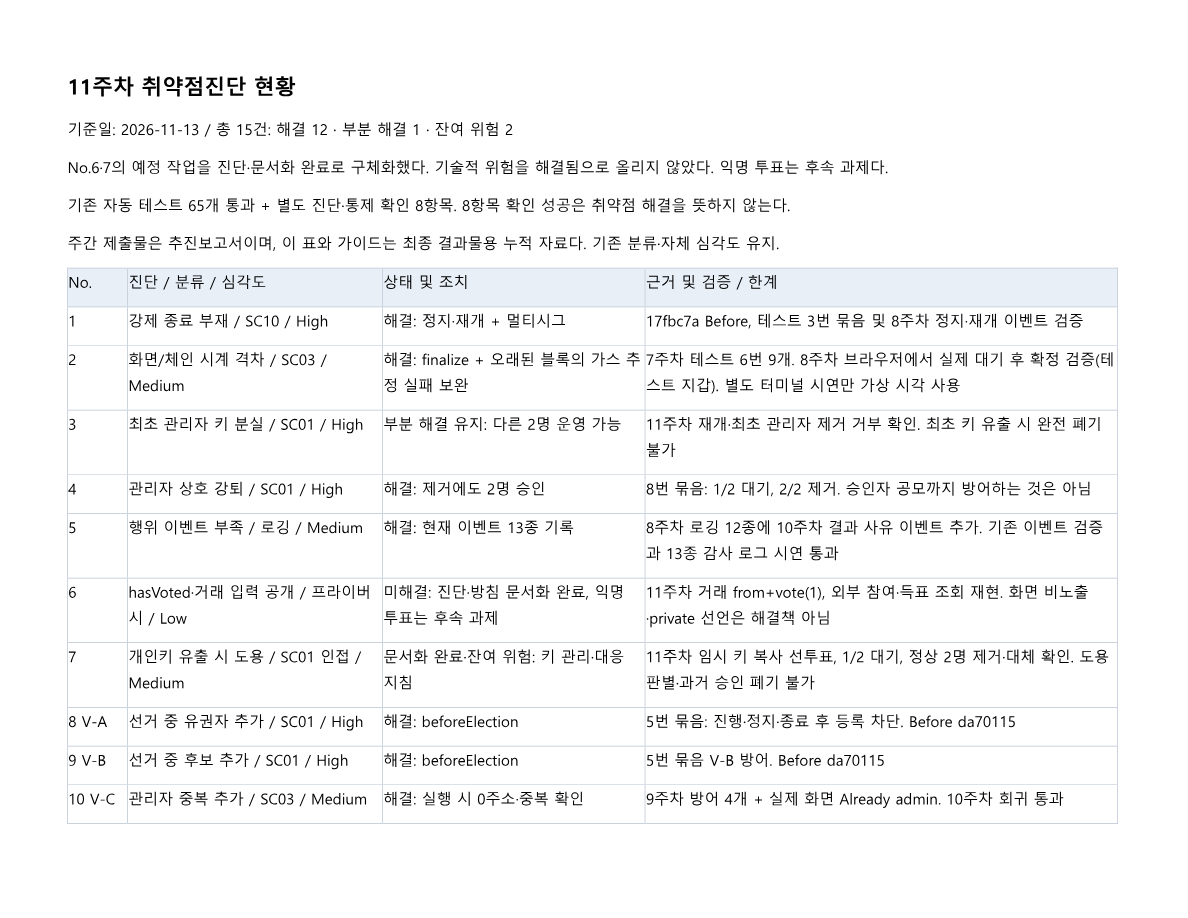 11주차 취약점진단 현황
기준일: 2026-11-13 / 총 15건: 해결 12 · 부분 해결 1 · 잔여 위험 2
No.6·7의 예정 작업을 진단·문서화 완료로 구체화했다. 기술적 위험을 해결됨으로 올리지 않았다. 익명 투표는 후속 과제다.
기존 자동 테스트 65개 통과 + 별도 진단·통제 확인 8항목. 8항목 확인 성공은 취약점 해결을 뜻하지 않는다.
주간 제출물은 추진보고서이며, 이 표와 가이드는 최종 결과물용 누적 자료다. 기존 분류·자체 심각도 유지.
No. 진단 / 분류 / 심각도 상태 및 조치 근거 및 검증 / 한계
1 강제 종료 부재 / SC10 / High 해결: 정지·재개 + 멀티시그 17fbc7a Before, 테스트 3번 묶음 및 8주차 정지·재개 이벤트 검증
2 화면/체인 시계 격차 / SC03 / 해결: finalize + 오래된 블록의 가스 추 7주차 테스트 6번 9개. 8주차 브라우저에서 실제 대기 후 확정 검증(테
Medium 정 실패 보완 스트 지갑). 별도 터미널 시연만 가상 시각 사용
3 최초 관리자 키 분실 / SC01 / High 부분 해결 유지: 다른 2명 운영 가능 11주차 재개·최초 관리자 제거 거부 확인. 최초 키 유출 시 완전 폐기
불가
4 관리자 상호 강퇴 / SC01 / High 해결: 제거에도 2명 승인 8번 묶음: 1/2 대기, 2/2 제거. 승인자 공모까지 방어하는 것은 아님
5 행위 이벤트 부족 / 로깅 / Medium 해결: 현재 이벤트 13종 기록 8주차 로깅 12종에 10주차 결과 사유 이벤트 추가. 기존 이벤트 검증
과 13종 감사 로그 시연 통과
6 hasVoted·거래 입력 공개 / 프라이버 미해결: 진단·방침 문서화 완료, 익명 11주차 거래 from+vote(1), 외부 참여·득표 조회 재현. 화면 비노출
시 / Low 투표는 후속 과제 ·private 선언은 해결책 아님
7 개인키 유출 시 도용 / SC01 인접 / 문서화 완료·잔여 위험: 키 관리·대응 11주차 임시 키 복사 선투표, 1/2 대기, 정상 2명 제거·대체 확인. 도용
Medium 지침 판별·과거 승인 폐기 불가
8 V-A 선거 중 유권자 추가 / SC01 / High 해결: beforeElection 5번 묶음: 진행·정지·종료 후 등록 차단. Before da70115
9 V-B 선거 중 후보 추가 / SC01 / High 해결: beforeElection 5번 묶음 V-B 방어. Before da70115
10 V-C 관리자 중복 추가 / SC03 / Medium 해결: 실행 시 0주소·중복 확인 9주차 방어 4개 + 실제 화면 Already admin. 10주차 회귀 통과